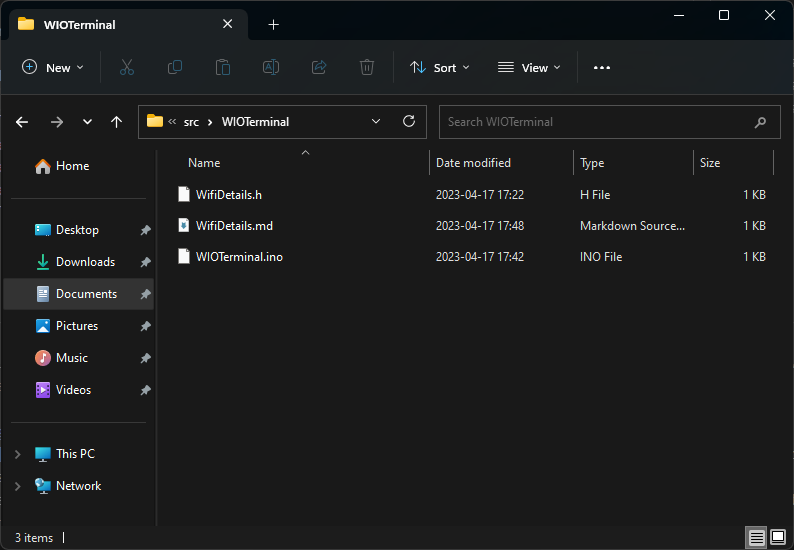 WIOTerminal
New
Sort
View
src
WIOTerminal
Search WIOTerminal
Home
Desktop
Downloads
Documents
Pictures
Music
Videos
This PC
Network
Name Date modified Type Size
WifiDetails.h 2023-04-17 17:22 H File 1 KB
WifiDetails.md 2023-04-17 17:48 Markdown Source... 1 KB
WIOTerminal.ino 2023-04-17 17:42 INO File 1 KB
3 items